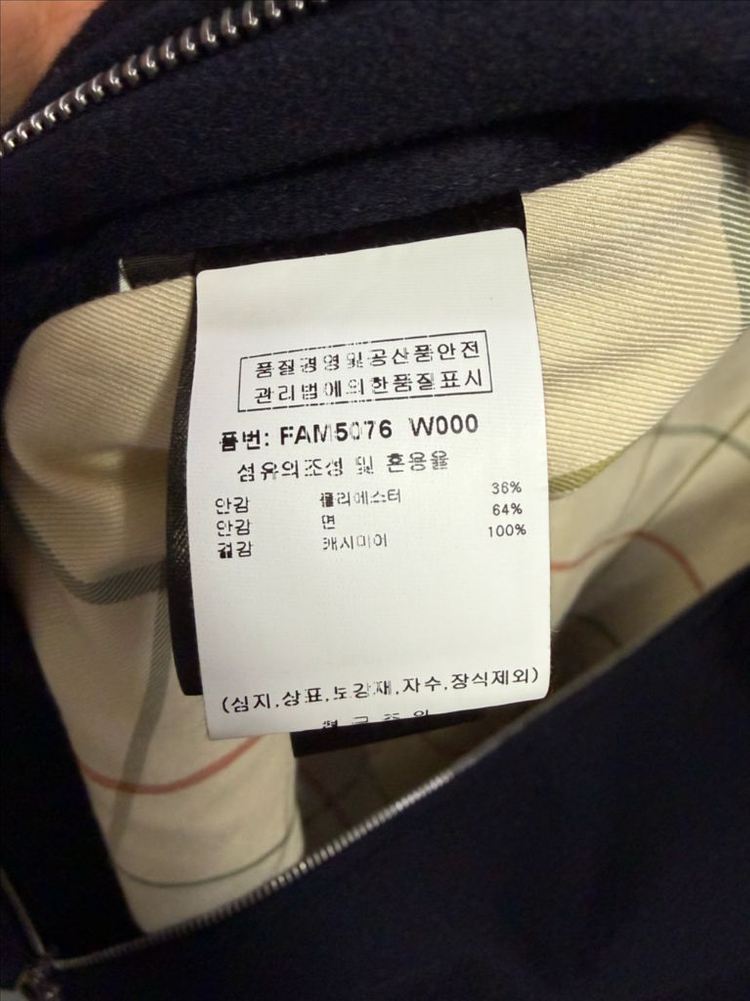 품질경영및공산품안전
관리법에의한품질표시
품번: FAM5076 W000
섬유의조성 및 혼용율
안감 폴리에스터 36%
안감 면 64%
겉감 캐시미어 100%
(심지,상표,보강재,자수,장식제외)